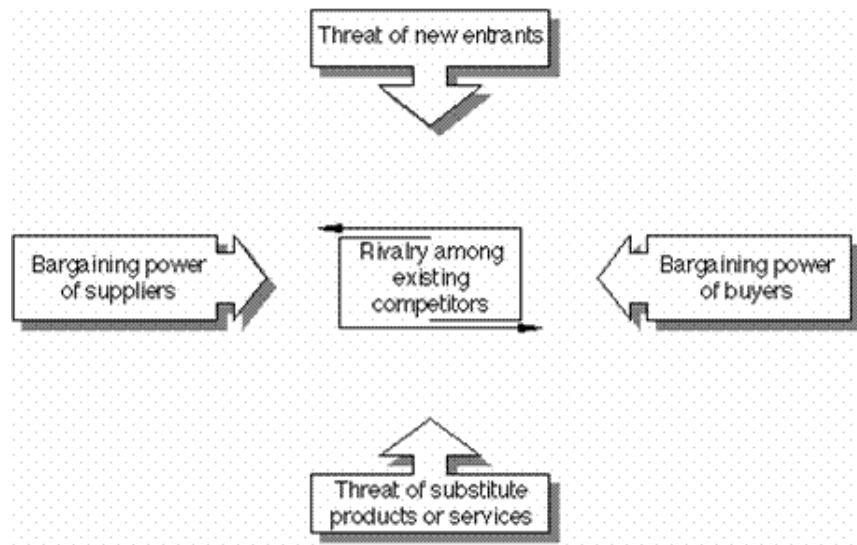 Threat of new entrants
Bargaining power
of suppliers
Rivalry among
existing
competitors
Bargaining power
of buyers
Threat of substitute
products or services